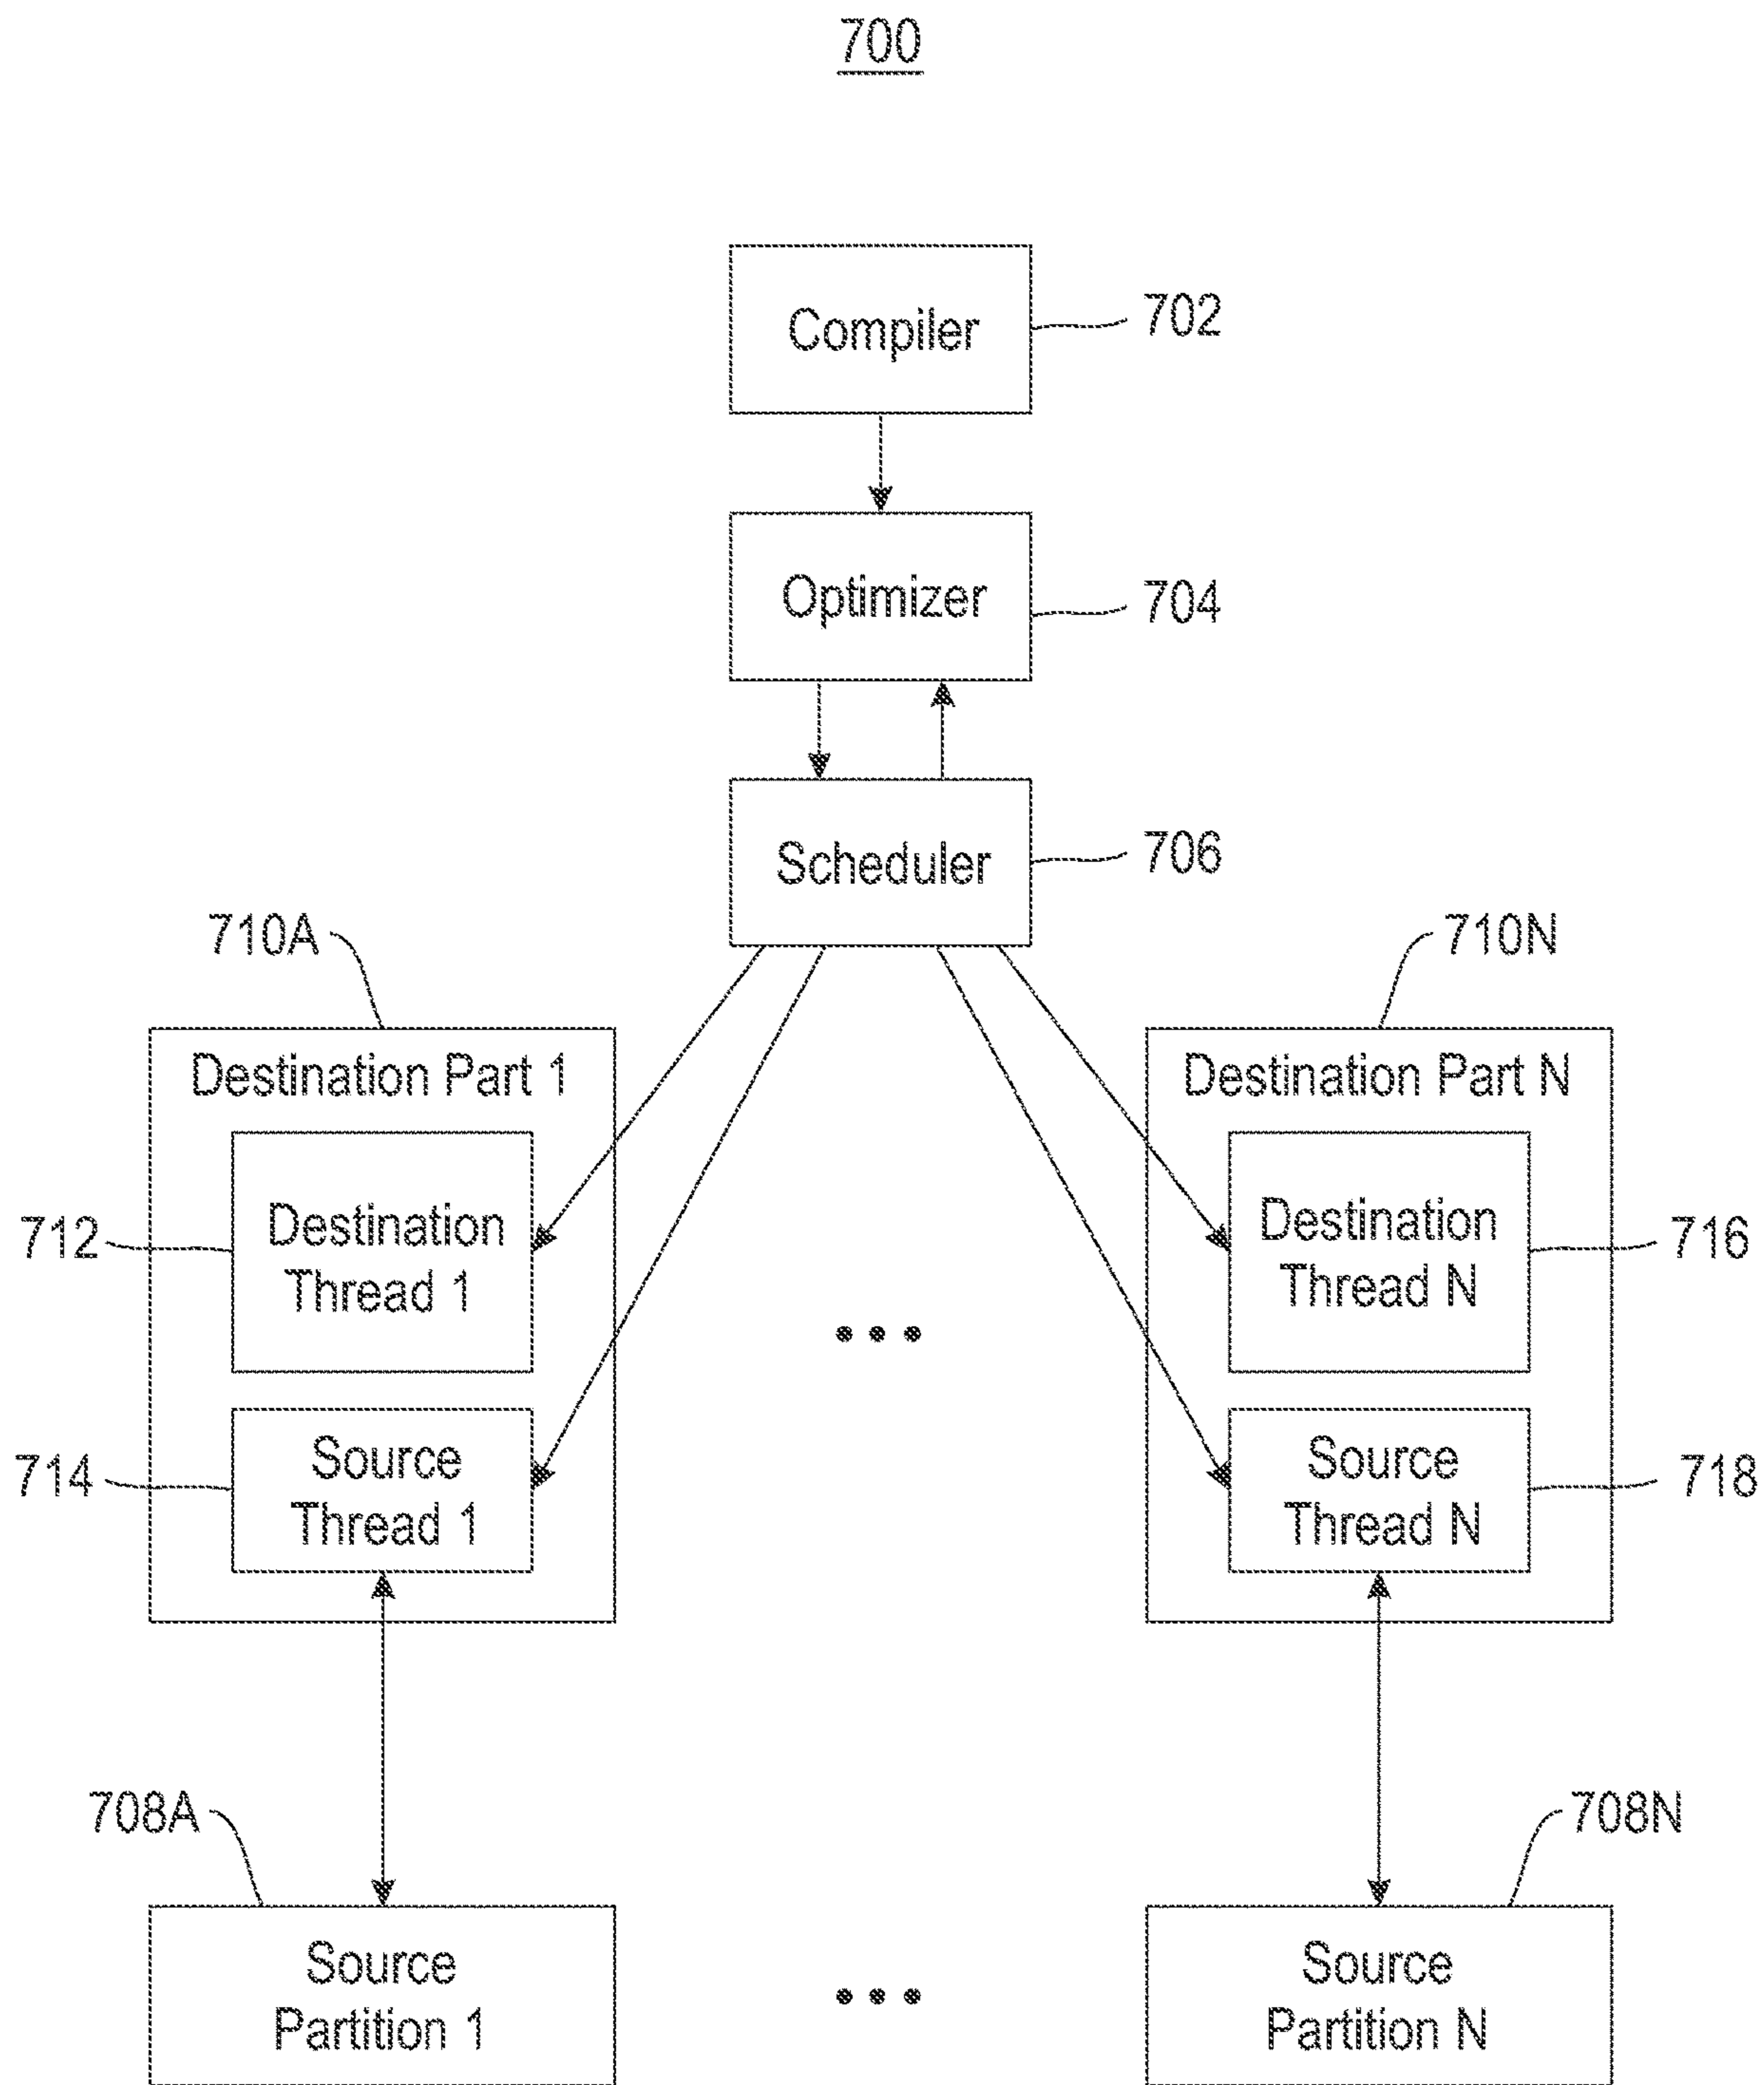 700
Compiler
702
Optimizer
704
Scheduler
706
710A
710N
Destination Part 1
Destination Part N
712
Destination
Thread 1
Destination
Thread N
716
714
Source
Thread 1
Source
Thread N
718
708A
708N
Source
Partition 1
Source
Partition N